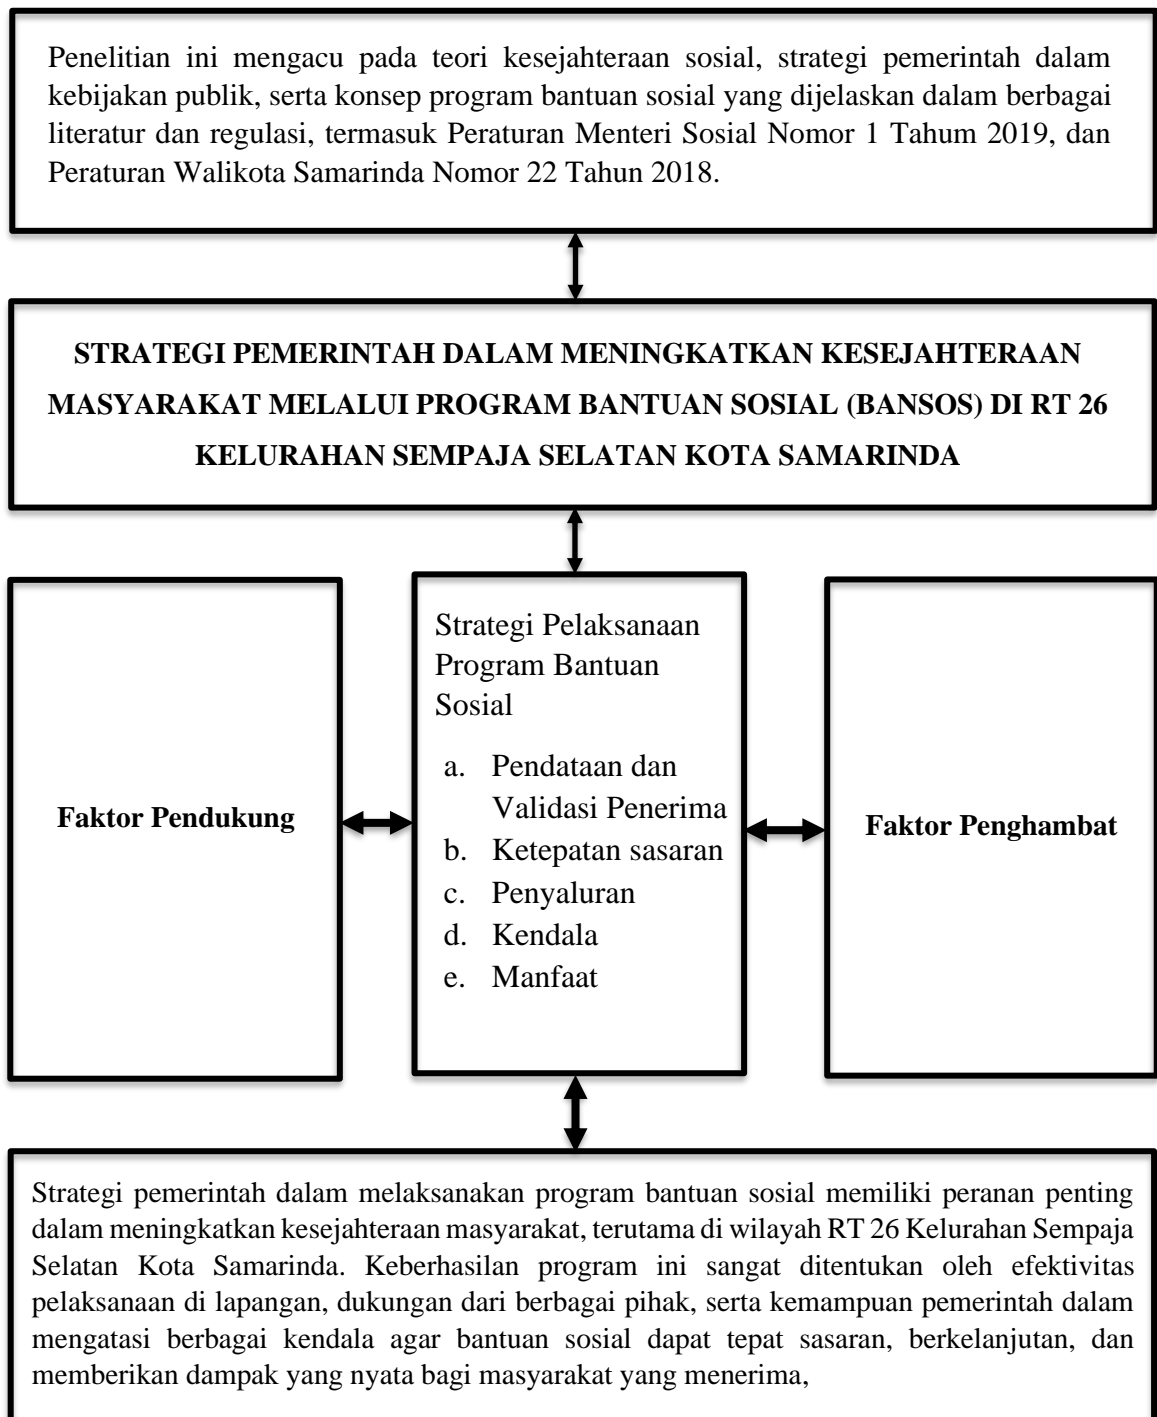 Penelitian ini mengacu pada teori kesejahteraan sosial, strategi pemerintah dalam
kebijakan publik, serta konsep program bantuan sosial yang dijelaskan dalam berbagai
literatur dan regulasi, termasuk Peraturan Menteri Sosial Nomor 1 Tahum 2019, dan
Peraturan Walikota Samarinda Nomor 22 Tahun 2018.
STRATEGI PEMERINTAH DALAM MENINGKATKAN KESEJAHTERAAN
MASYARAKAT MELALUI PROGRAM BANTUAN SOSIAL (BANSOS) DI RT 26
KELURAHAN SEMPAJA SELATAN KOTA SAMARINDA
Faktor Pendukung
Strategi Pelaksanaan
Program Bantuan
Sosial
a. Pendataan dan
Validasi Penerima
b. Ketepatan sasaran
c. Penyaluran
d. Kendala
e. Manfaat
Faktor Penghambat
Strategi pemerintah dalam melaksanakan program bantuan sosial memiliki peranan penting
dalam meningkatkan kesejahteraan masyarakat, terutama di wilayah RT 26 Kelurahan Sempaja
Selatan Kota Samarinda. Keberhasilan program ini sangat ditentukan oleh efektivitas
pelaksanaan di lapangan, dukungan dari berbagai pihak, serta kemampuan pemerintah dalam
mengatasi berbagai kendala agar bantuan sosial dapat tepat sasaran, berkelanjutan, dan
memberikan dampak yang nyata bagi masyarakat yang menerima,